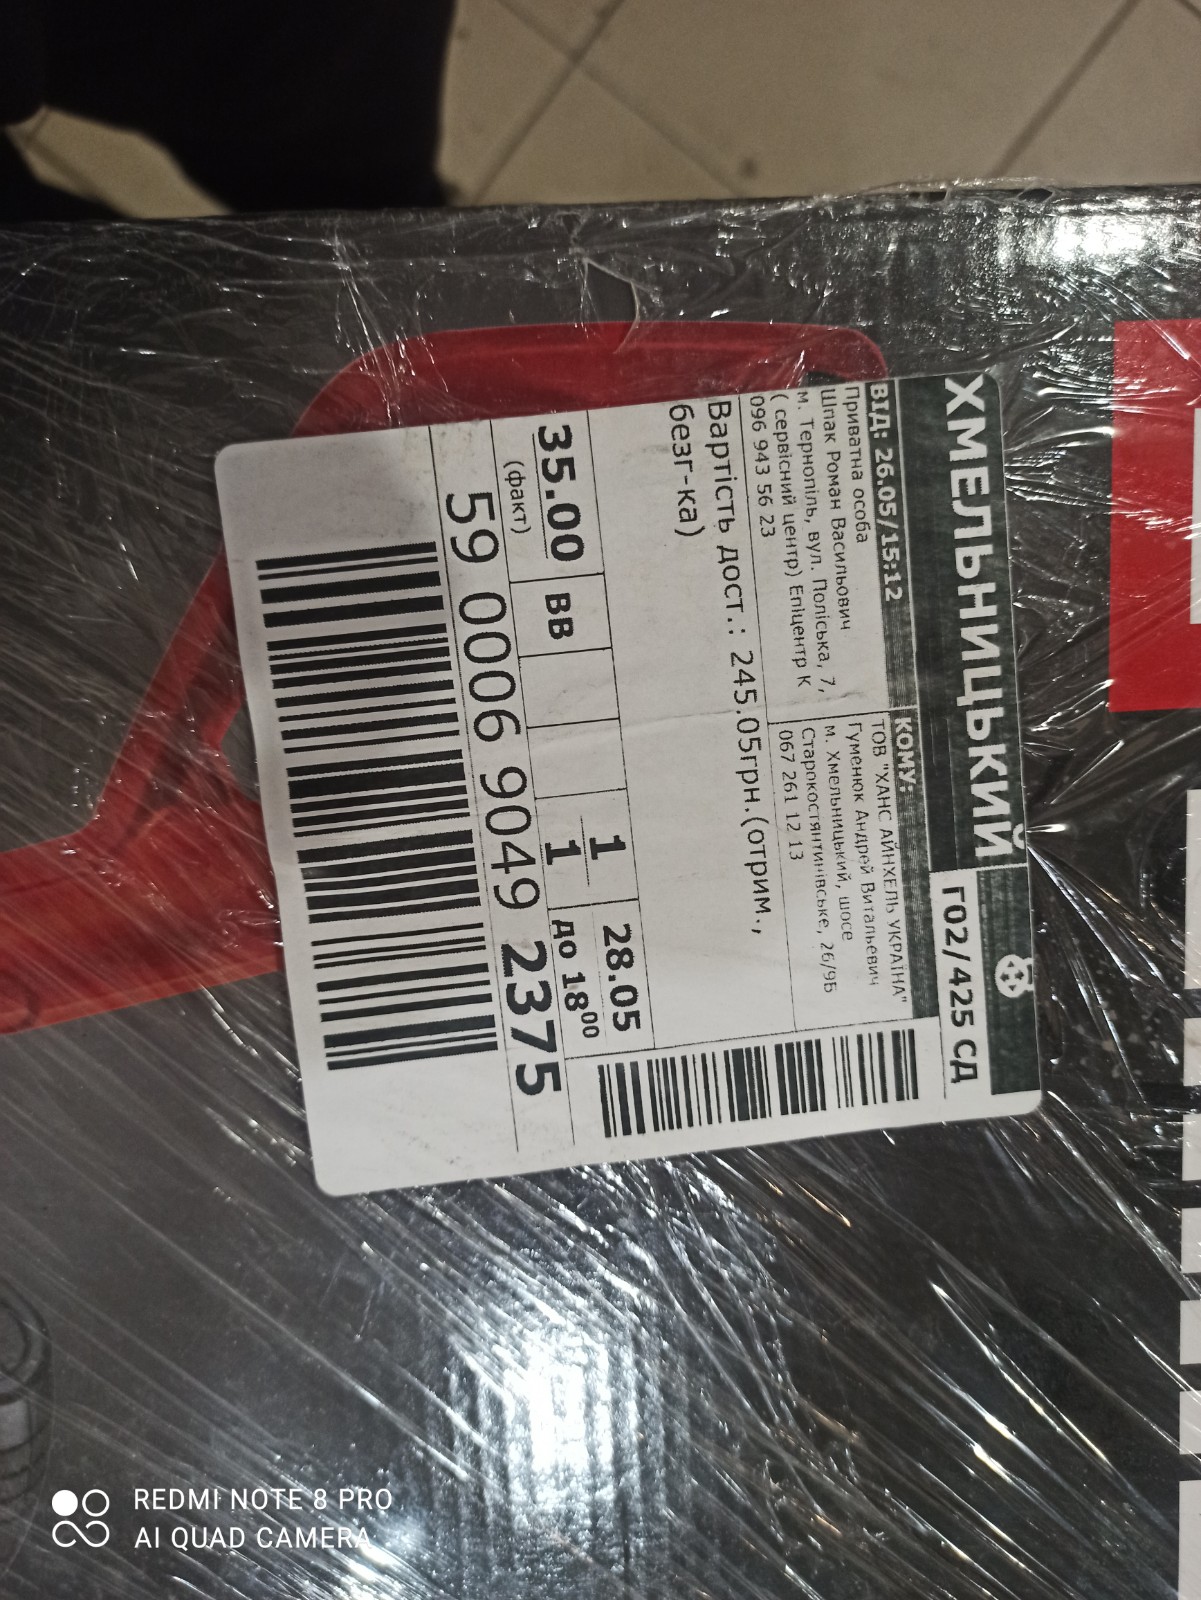 ХМЕЛЬНИЦЬКИЙ
Г02/425 СД
ВІД: 26.05/15:12
Приватна особа
Шпак Роман Васильович
м. Тернопіль, вул. Поліська, 7,
( сервісний центр) Епіцентр К
096 943 56 23
КОМУ:
ТОВ "ХАНС АЙНХЕЛЬ УКРАЇНА"
Гуменюк Андрей Витальевич
м. Хмельницький, шосе
Старокостянтинівське, 26/9Б
067 261 12 13
Вартість дост.: 245.05грн.(отрим.,
безг-ка)
35.00
(факт)
ВВ
1
1
28.05
до 18 00
59 0006 9049 2375
REDMI NOTE 8 PRO
AI QUAD CAMERA